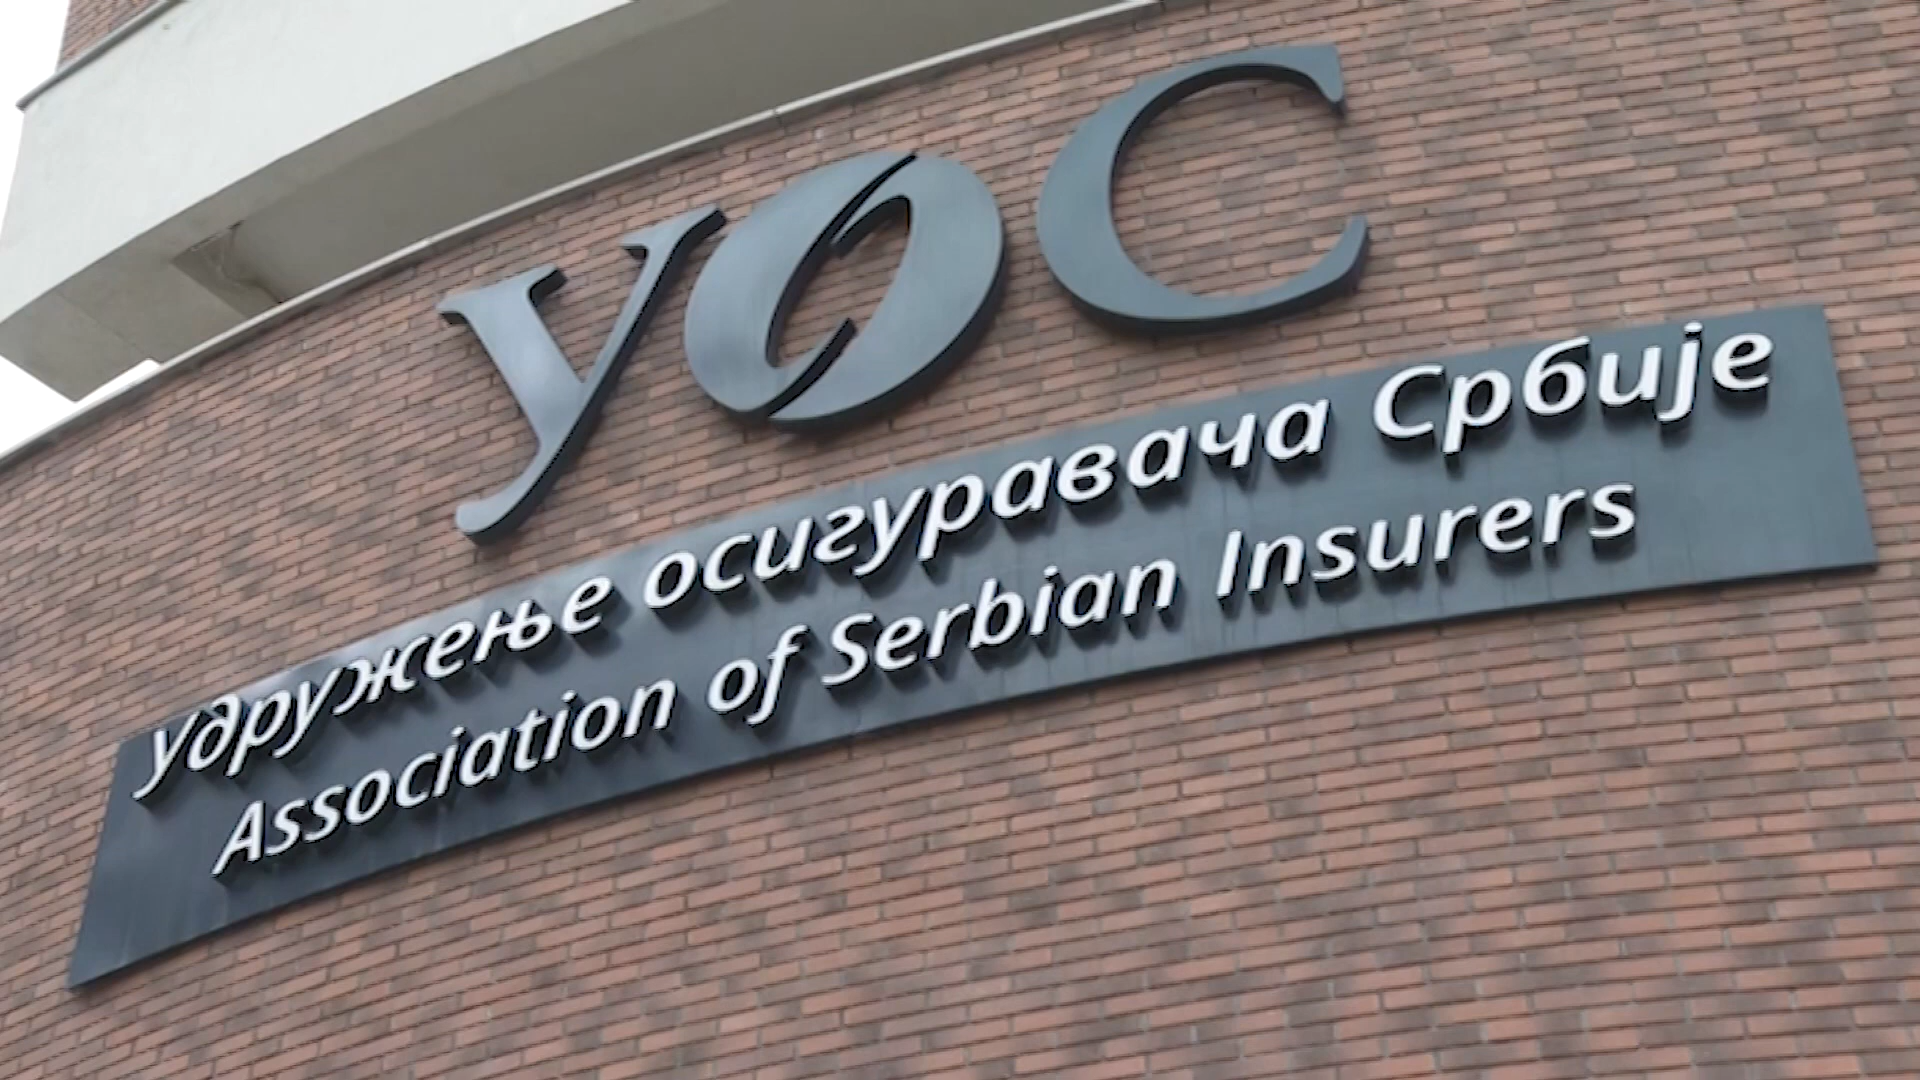 УОС
Удружење осигуравача Србије
Association of Serbian Insurers